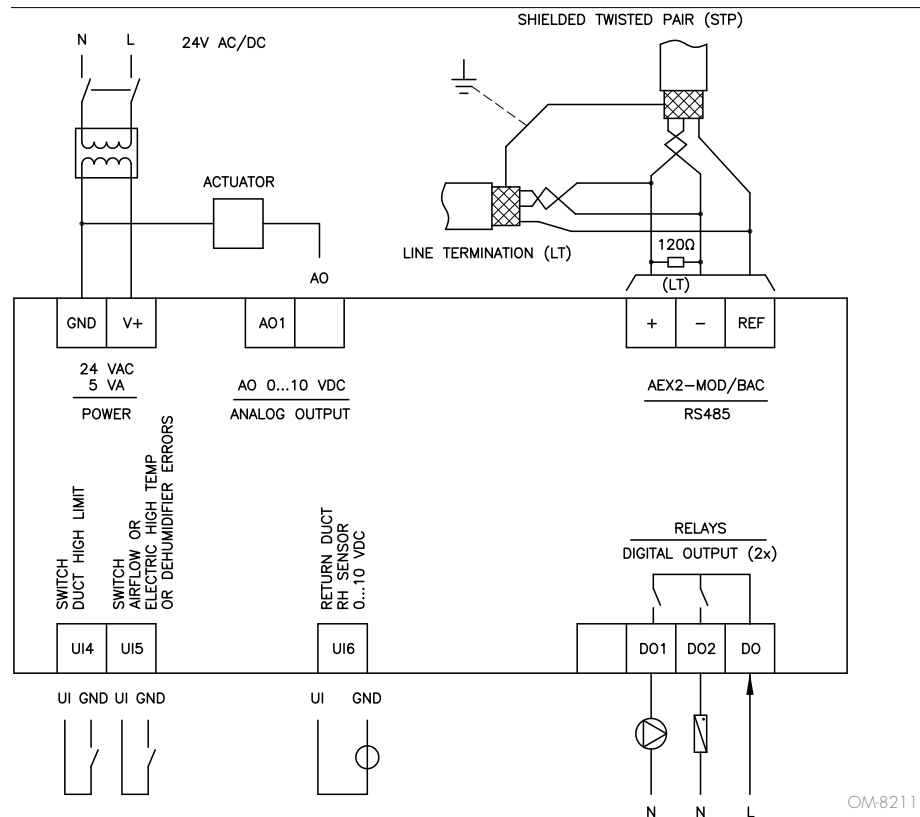 SHIELDED TWISTED PAIR (STP)
N L 24V AC/DC
ACTUATOR
LINE TERMINATION (LT)
120Ω
(LT)
AO
GND V+ AO1 + - REF
24 VAC
5 VA
POWER
AO 0...10 VDC
ANALOG OUTPUT
AEX2-MOD/BAC
RS485
SWITCH
DUCT HIGH LIMIT
SWITCH
AIRFLOW OR
ELECTRIC HIGH TEMP
OR DEHUMIDIFIER ERRORS
RETURN DUCT
RH SENSOR
0...10 VDC
RELAYS
DIGITAL OUTPUT (2x)
UI4 UI5 UI6 DO1 DO2 DO
UI GND UI GND UI GND
N N L
OM-8211